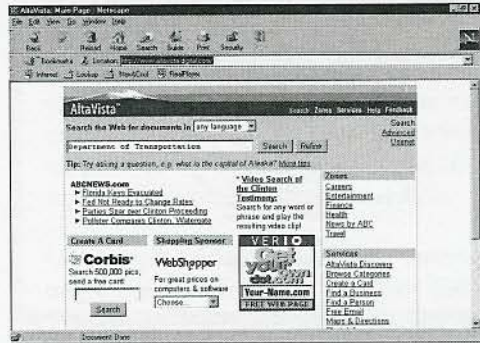 AltaVista: Main Page - Netscape
File Edit View Go Window Help
Back Reload Home Search Guide Print Security
Bookmarks Location: http://www.altavista.digital.com/
Internet Lookup New&Cool RealPlayer
AltaVista™ Search Zones Services Help Feedback
Search the Web for documents in any language
Department of Transportation Search Refine
Search
Advanced
Usenet
Tip: Try asking a question, e.g. what is the capital of Alaska? More tips
ABCNEWS.com
Florida Keys Evacuated
Fed Not Ready to Change Rates
Parties Spar over Clinton Proceeding
Pollster Compares Clinton, Watergate
* Video Search of
the Clinton
Testimony:
Search for any word or
phrase and play the
resulting video clip!
Zones
Careers
Entertainment
Finance
Health
News by ABC
Travel
Create A Card
Corbis
Search 500,000 pics,
send a free card:
Search
Shopping Sponsor
WebShopper
For great prices on
computers & software
Choose...
VERIO
Get
your own
dot.com
Your-Name.com
FREE WEB PAGE
Services
AltaVista Discovery
Browse Categories
Create a Card
Find a Business
Find a Person
Free Email
Maps & Directions
Document: Done